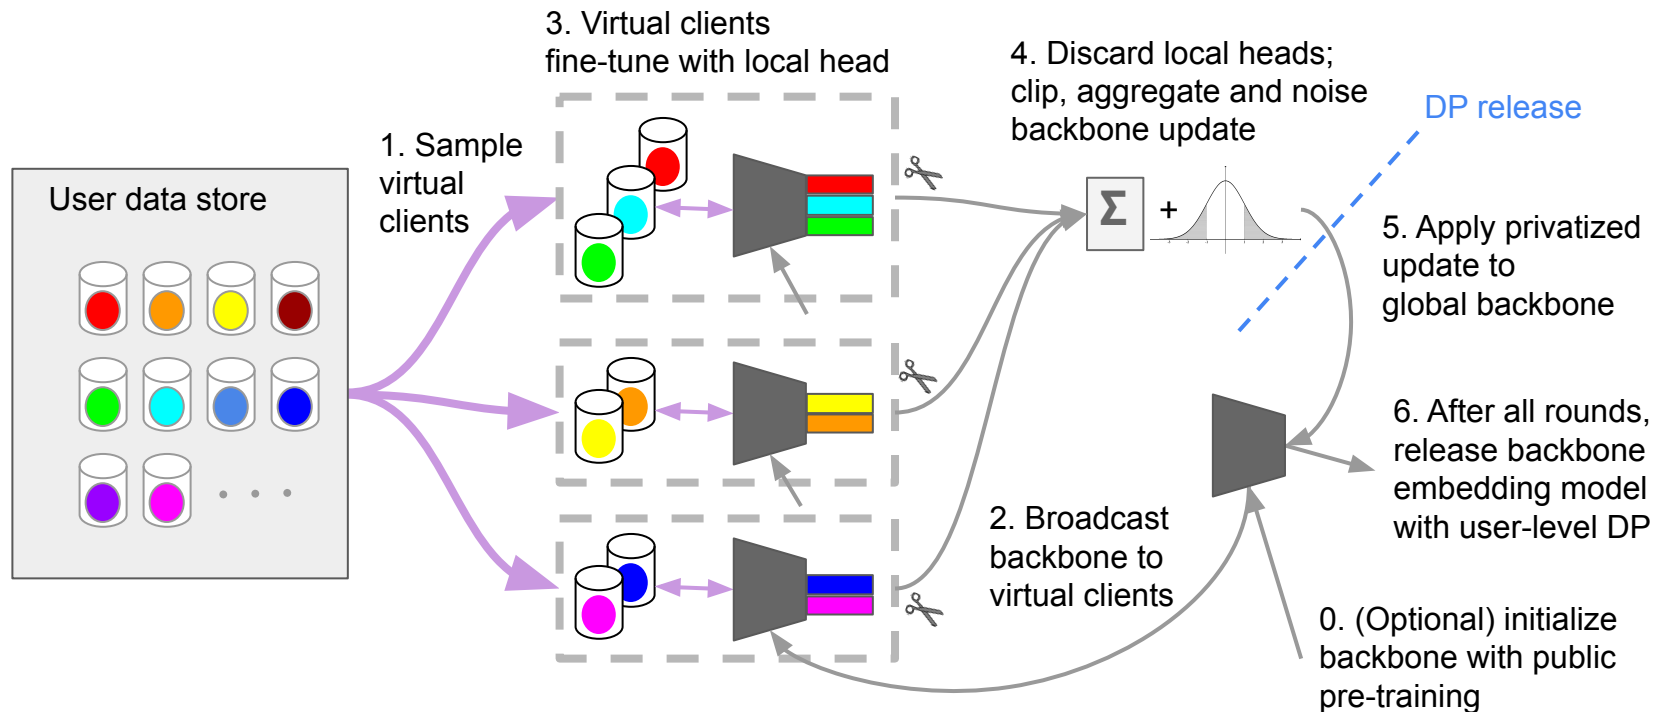 User data store
1. Sample
virtual
clients
3. Virtual clients
fine-tune with local head
4. Discard local heads;
clip, aggregate and noise
backbone update
DP release
Σ
+
5. Apply privatized
update to
global backbone
6. After all rounds,
release backbone
embedding model
with user-level DP
2. Broadcast
backbone to
virtual clients
0. (Optional) initialize
backbone with public
pre-training